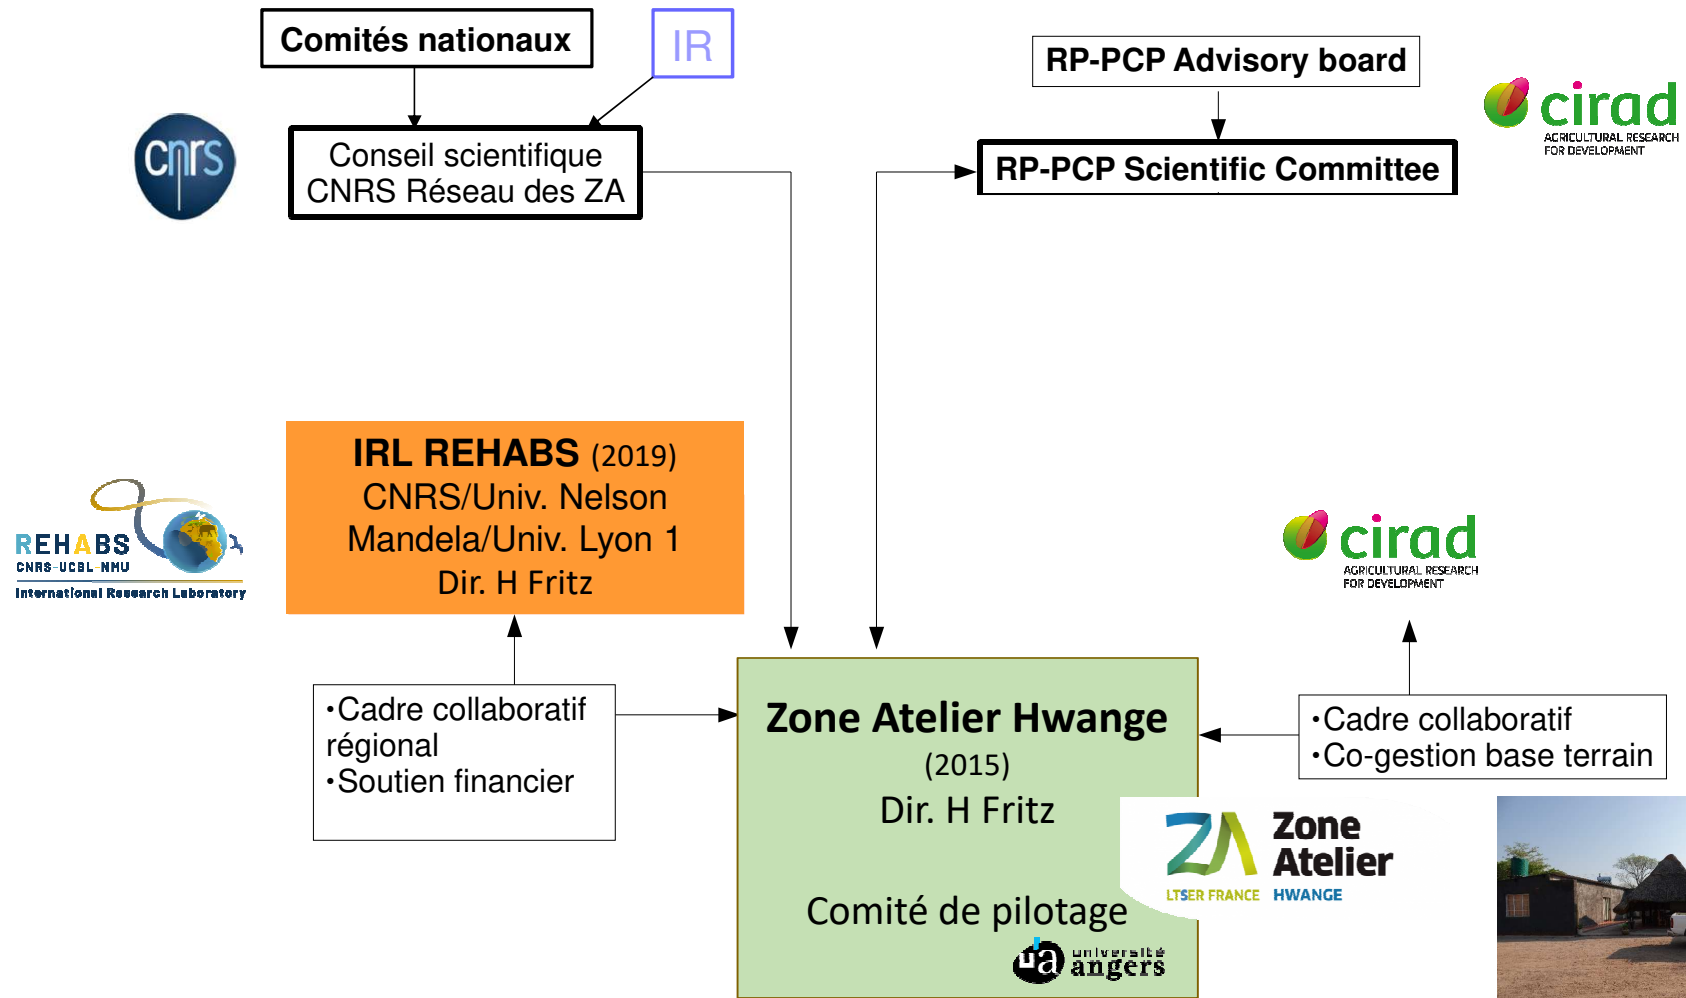 Comités nationaux
IR
RP-PCP Advisory board
cirad
AGRICULTURAL RESEARCH
FOR DEVELOPMENT
cnrs
Conseil scientifique
CNRS Réseau des ZA
RP-PCP Scientific Committee
IRL REHABS (2019)
CNRS/Univ. Nelson
Mandela/Univ. Lyon 1
Dir. H Fritz
REHABS
CNRS-UCBL-NMU
International Research Laboratory
cirad
AGRICULTURAL RESEARCH
FOR DEVELOPMENT
•Cadre collaboratif
régional
•Soutien financier
Zone Atelier Hwange
(2015)
Dir. H Fritz
Comité de pilotage
ua université
angers
•Cadre collaboratif
•Co-gestion base terrain
ZA Zone
Atelier
LTSER FRANCE HWANGE